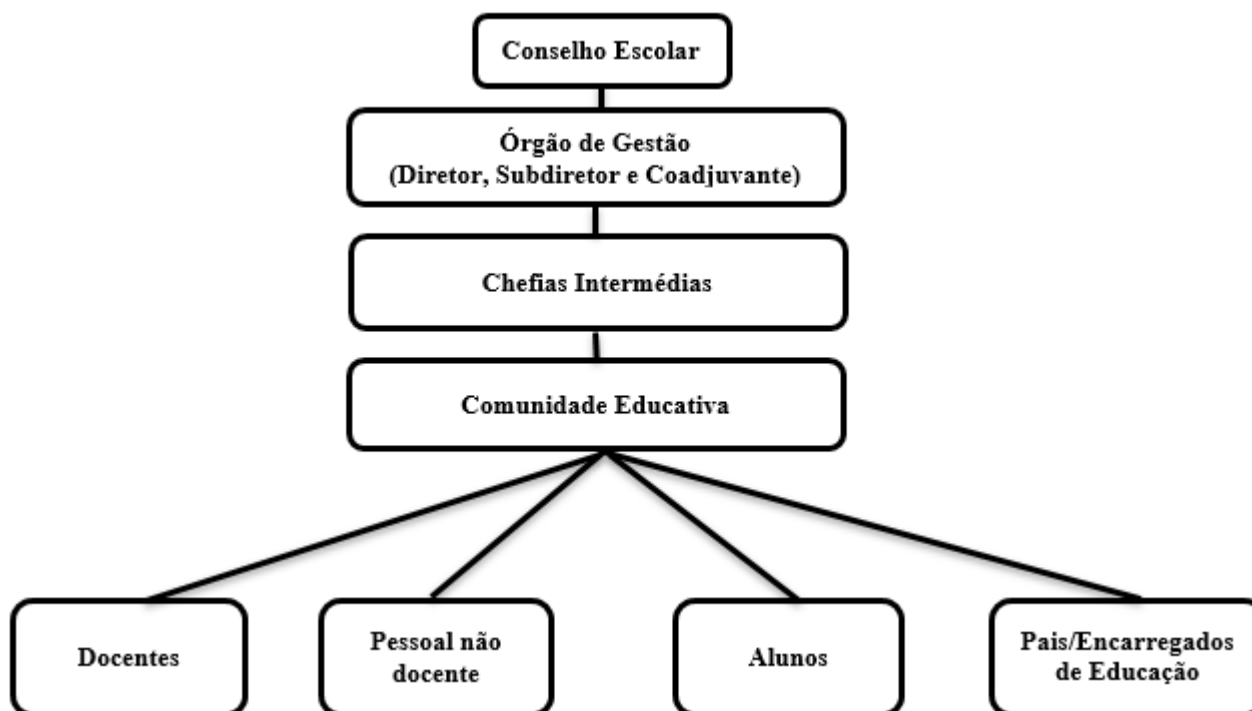 Conselho Escolar
Órgão de Gestão
(Diretor, Subdiretor e Coadjuvante)
Chefias Intermédias
Comunidade Educativa
Docentes
Pessoal não
docente
Alunos
Pais/Encarregados
de Educação